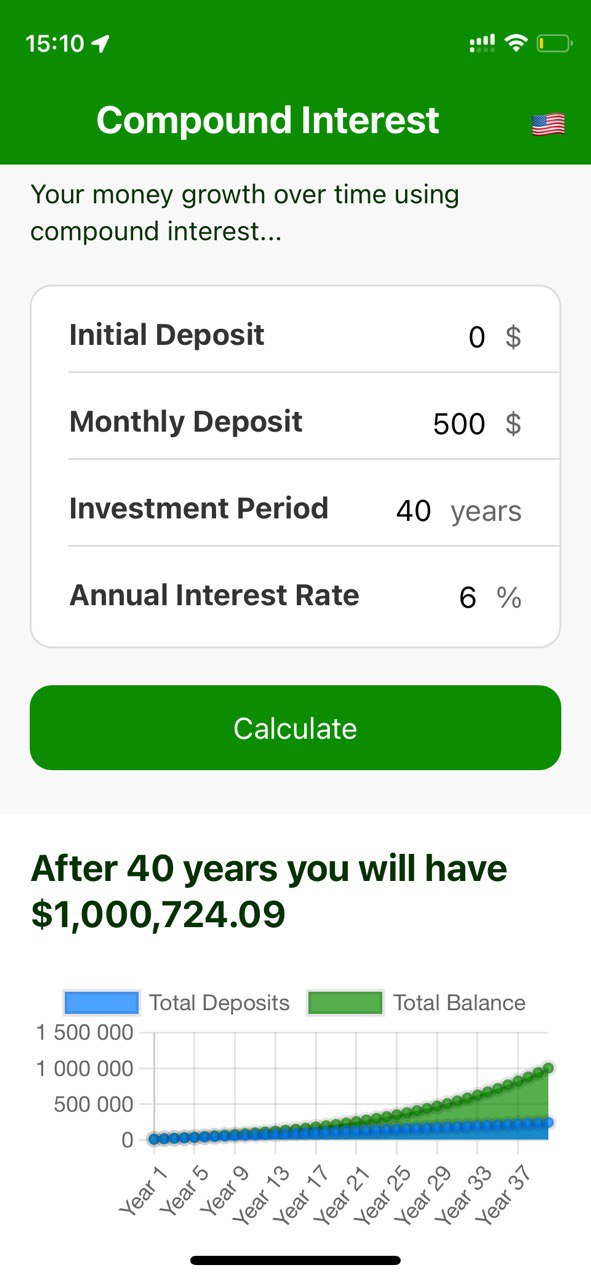 15:10
Compound Interest
Your money growth over time using
compound interest...
Initial Deposit 0 $
Monthly Deposit 500 $
Investment Period 40 years
Annual Interest Rate 6 %
Calculate
After 40 years you will have
$1,000,724.09
Total Deposits Total Balance
1 500 000
1 000 000
500 000
0
Year 1 Year 5 Year 9 Year 13 Year 17 Year 21 Year 25 Year 29 Year 33 Year 37